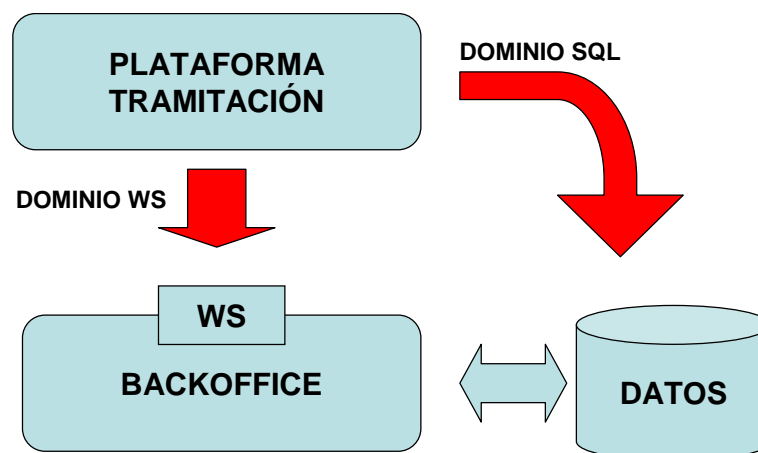 PLATAFORMA
TRAMITACIÓN
DOMINIO SQL
DOMINIO WS
WS
BACKOFFICE
DATOS